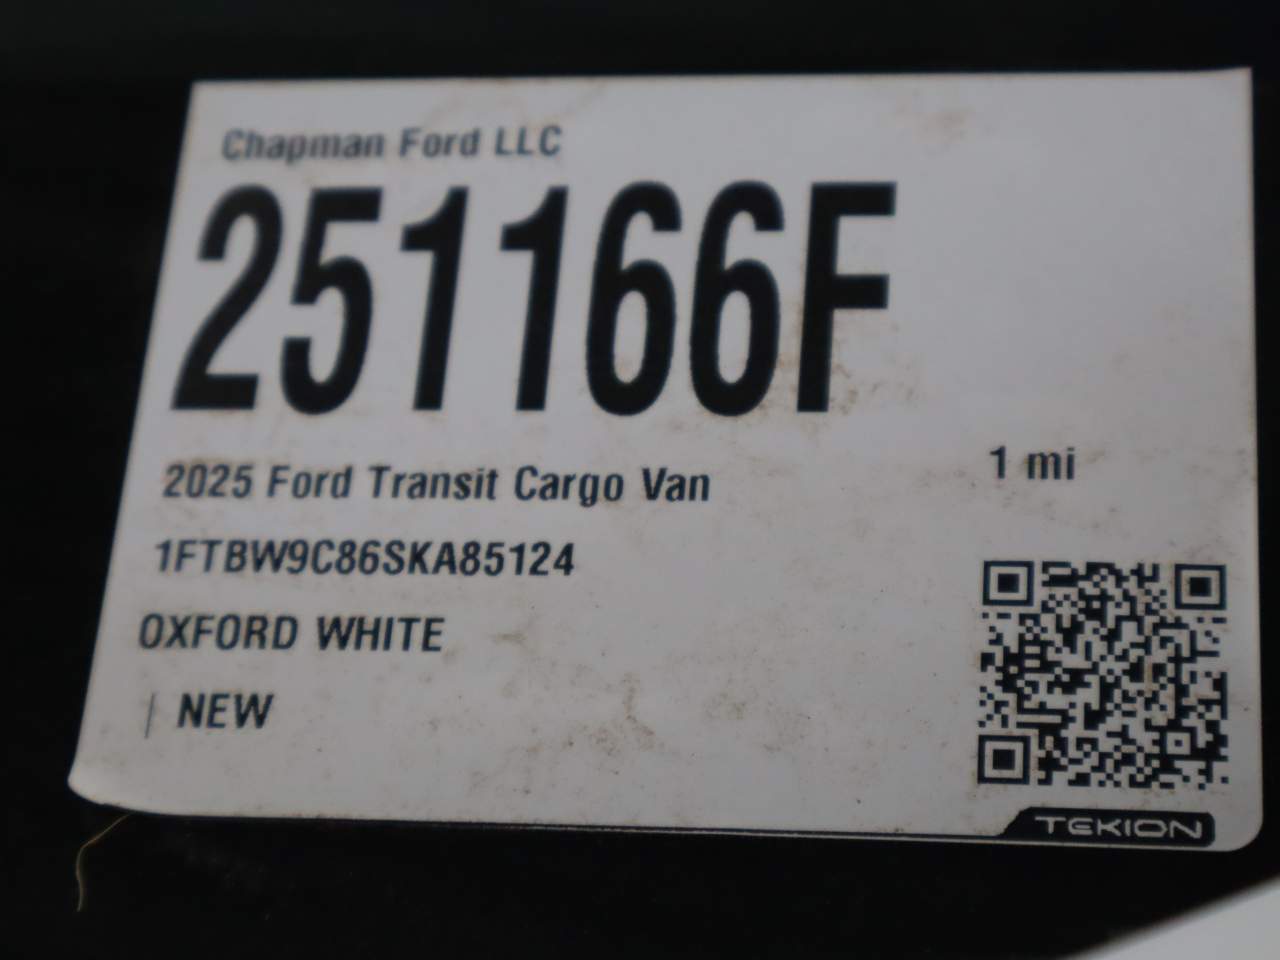 Chapman Ford LLC
251166F
2025 Ford Transit Cargo Van
1 mi
1FTBW9C86SKA85124
OXFORD WHITE
| NEW
TEKION